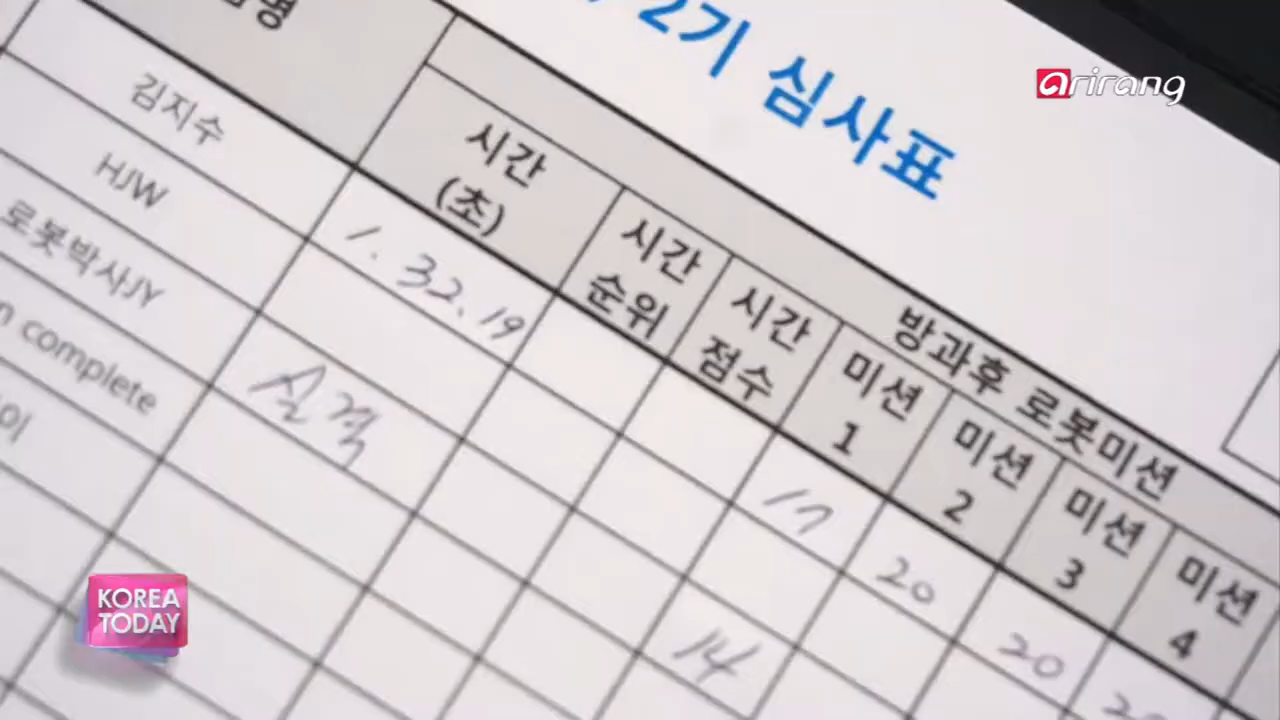 2기 심사표
arirang
명
시간
(초)
시간
순위
시간
점수
방과후 로봇미션
미션
1
미션
2
미션
3
미션
4
김지수
1. 32. 19
17
20
20
HJW
로봇박사JY
실격
14
complete
이
KOREA
TODAY